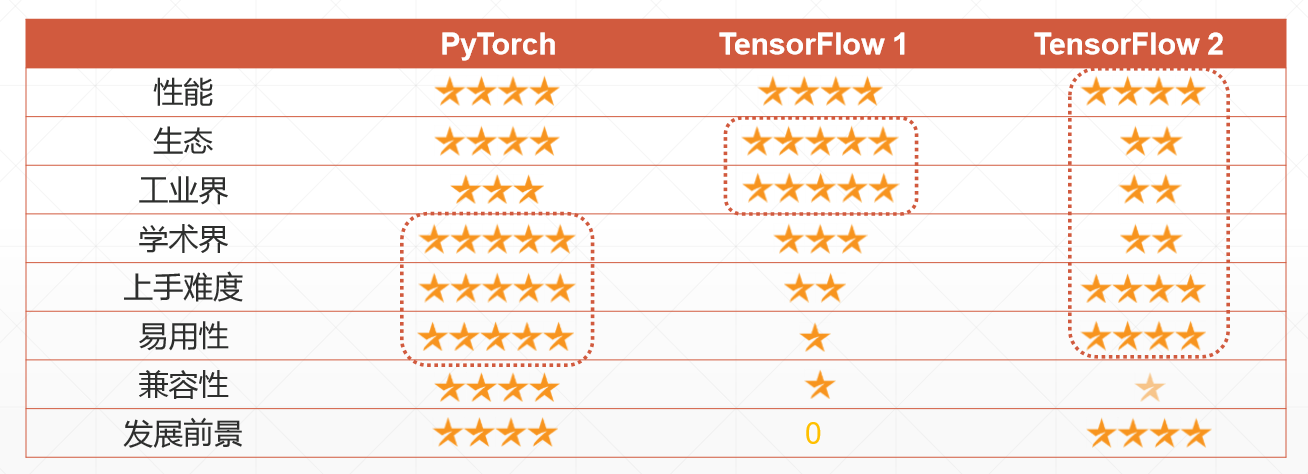 PyTorch TensorFlow 1 TensorFlow 2
性能
生态
工业界
学术界
上手难度
易用性
兼容性
发展前景 0